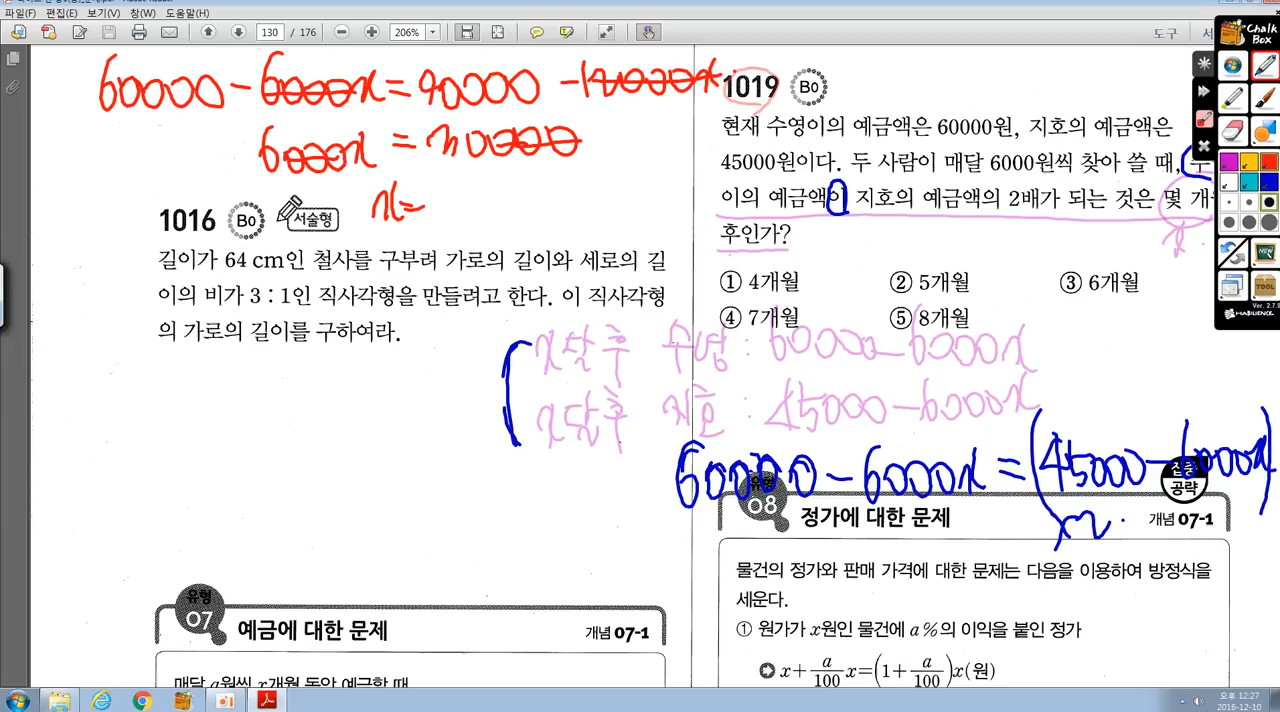 파일(F) 편집(E) 보기(V) 창(W) 도움말(H)
130 / 176 206% 도구
60000 - 6000x = 90000 - 12000x
6000x = 30000
x=
1016 B0 서술형
길이가 64 cm인 철사를 구부려 가로의 길이와 세로의 길
이의 비가 3 : 1인 직사각형을 만들려고 한다. 이 직사각형
의 가로의 길이를 구하여라.
유형 07 예금에 대한 문제 개념 07-1
매달 a원씩 x개월 동안 예금할 때
1019 B0
현재 수영이의 예금액은 60000원, 지호의 예금액은
45000원이다. 두 사람이 매달 6000원씩 찾아 쓸 때,
이의 예금액이 지호의 예금액의 2배가 되는 것은 몇 개
후인가?
x
① 4개월 ② 5개월 ③ 6개월
④ 7개월 ⑤ 8개월
x달후 수영 : 60000 - 6000x
x달후 지호 : 45000 - 6000x
60000 - 6000x = (45000 - 6000x)
x2
집중 공략
유형 08 정가에 대한 문제 개념 07-1
물건의 정가와 판매 가격에 대한 문제는 다음을 이용하여 방정식을
세운다.
① 원가가 x원인 물건에 a%의 이익을 붙인 정가
x+a/100x=(1+a/100)x(원)
Chalk Box
NEW
TOOL
Ver. 2.7.
오후 12:27
2016-12-10